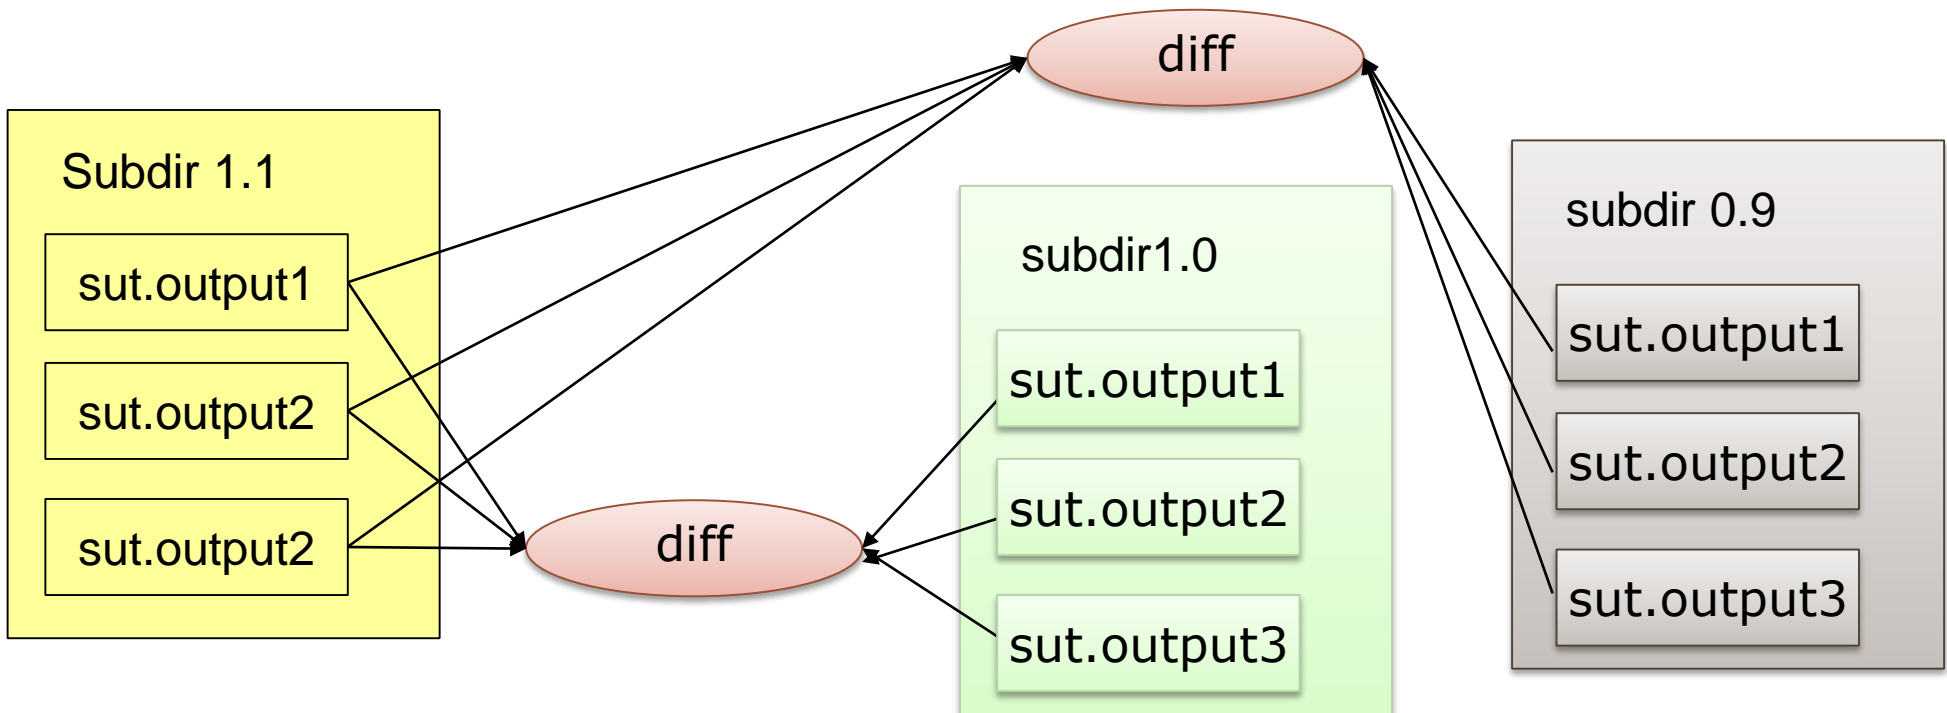 diff
Subdir 1.1
sut.output1
sut.output2
sut.output2
diff
subdir1.0
sut.output1
sut.output2
sut.output3
subdir 0.9
sut.output1
sut.output2
sut.output3